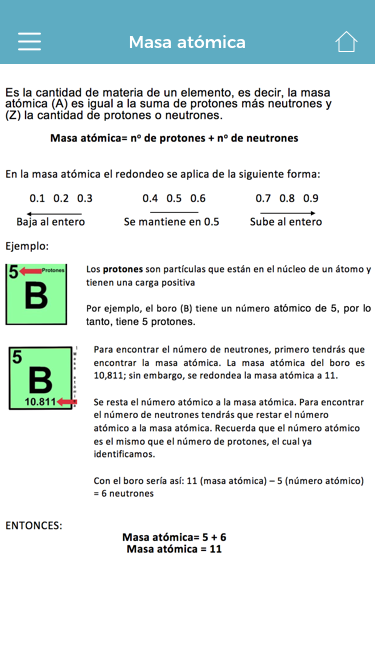 Masa atómica
Es la cantidad de materia de un elemento, es decir, la masa
atómica (A) es igual a la suma de protones más neutrones y
(Z) la cantidad de protones o neutrones.
Masa atómica= nº de protones + nº de neutrones
En la masa atómica el redondeo se aplica de la siguiente forma:
0.1 0.2 0.3 0.4 0.5 0.6 0.7 0.8 0.9
Baja al entero Se mantiene en 0.5 Sube al entero
Ejemplo:
5 Protones
B
Los protones son partículas que están en el núcleo de un átomo y
tienen una carga positiva
Por ejemplo, el boro (B) tiene un número atómico de 5, por lo
tanto, tiene 5 protones.
5
B
10.811
Para encontrar el número de neutrones, primero tendrás que
encontrar la masa atómica. La masa atómica del boro es
10,811; sin embargo, se redondea la masa atómica a 11.
Se resta el número atómico a la masa atómica. Para encontrar
el número de neutrones tendrás que restar el número
atómico a la masa atómica. Recuerda que el número atómico
es el mismo que el número de protones, el cual ya
identificamos.
Con el boro sería así: 11 (masa atómica) – 5 (número atómico)
= 6 neutrones
ENTONCES:
Masa atómica= 5 + 6
Masa atómica = 11